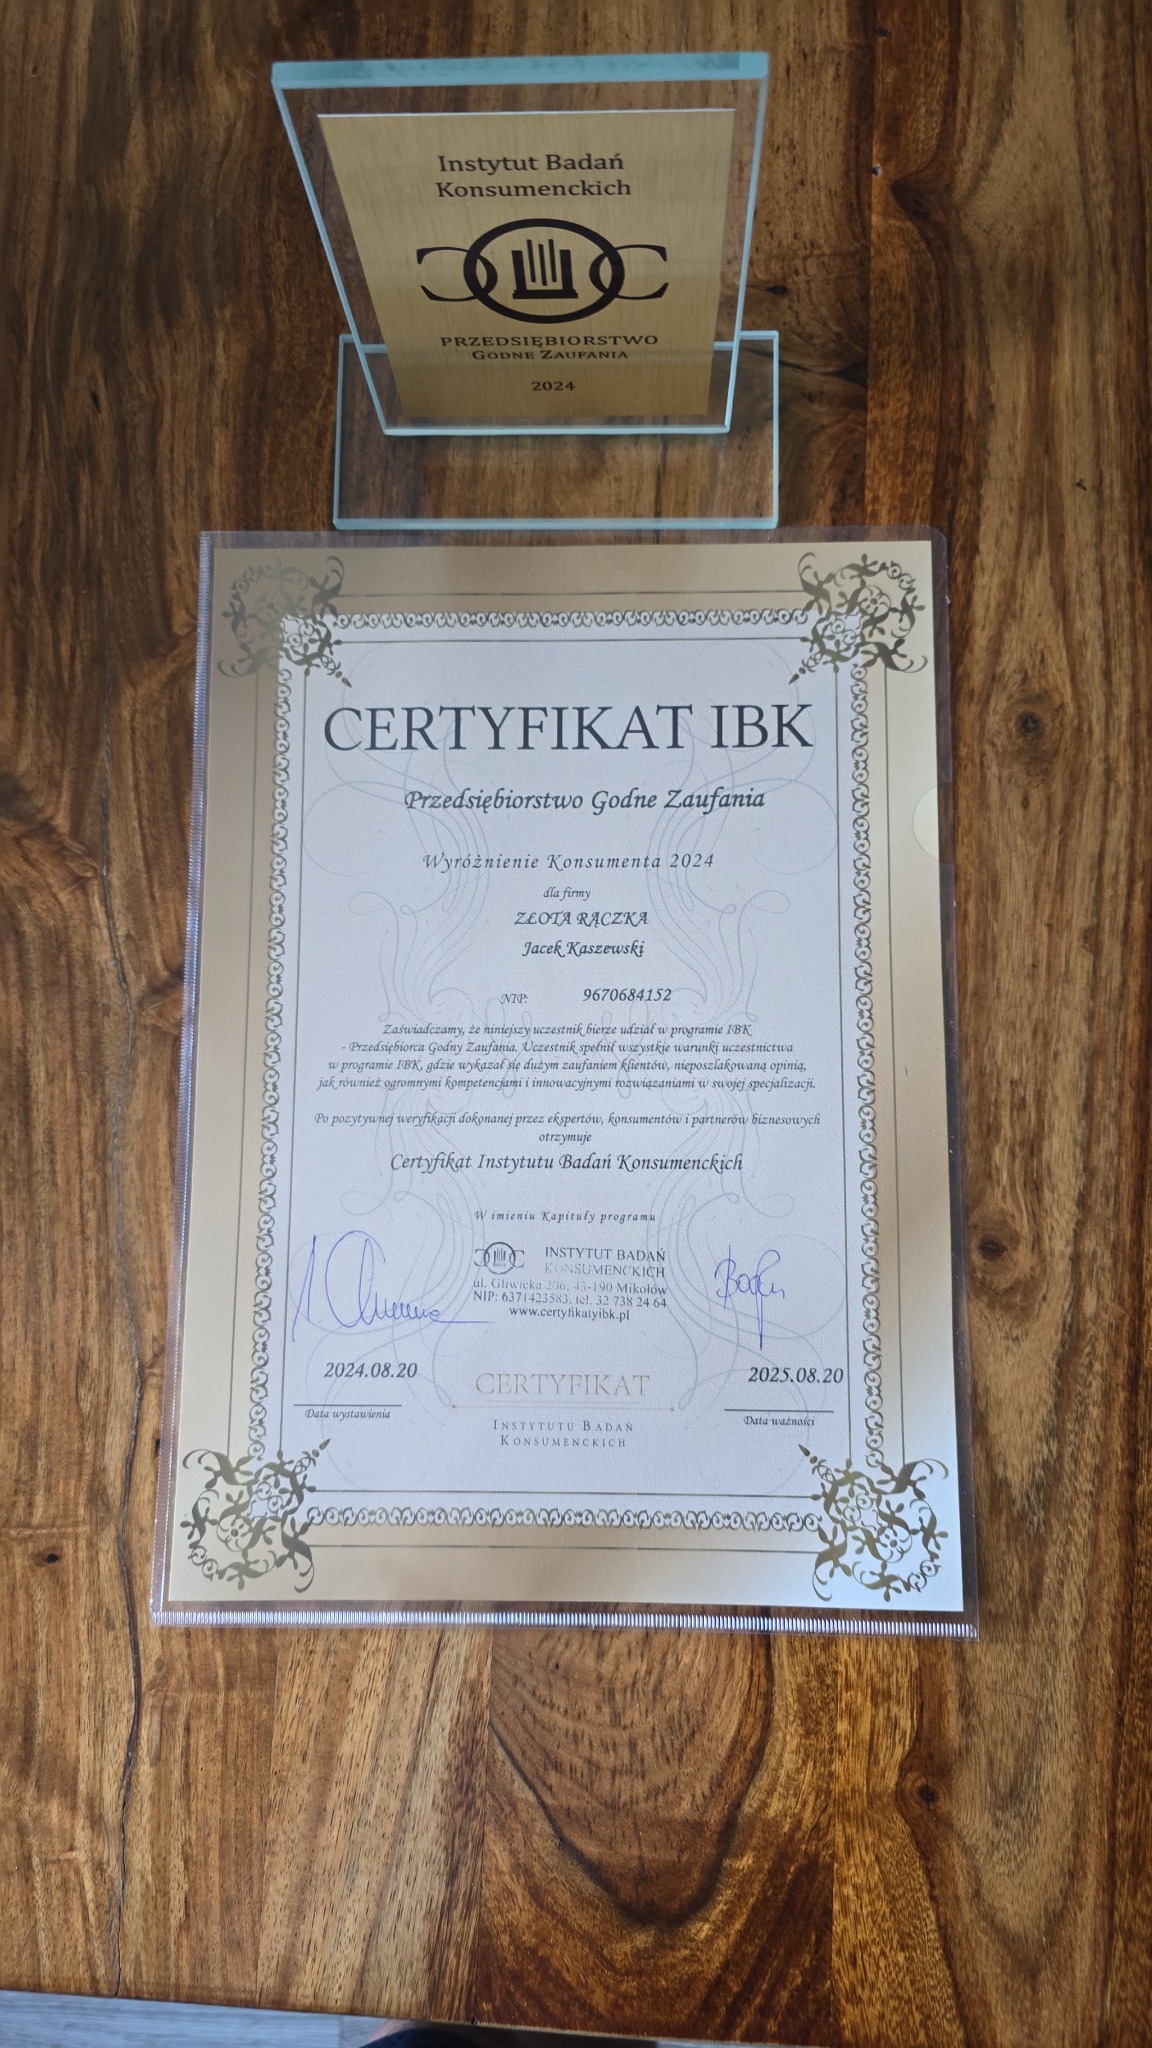 Instytut Badań
Konsumenckich
PRZEDSIĘBIORSTWO
GODNE ZAUFANIA
2024
CERTYFIKAT IBK
Przedsiębiorstwo Godne Zaufania
Wyróżnienie Konsumenta 2024
dla firmy
ZŁOTA RĄCZKA
Jacek Kaszewski
NIP: 9670684152
Zaświadczamy, że niniejszy uczestnik bierze udział w programie IBK
- Przedsiębiorca Godny Zaufania. Uczestnik spełnił wszystkie warunki uczestnictwa
w programie IBK, gdzie wykazał się dużym zaufaniem klientów, nieposzlakowaną opinią,
jak również ogromnymi kompetencjami i innowacyjnymi rozwiązaniami w swojej specjalizacji.
Po pozytywnej weryfikacji dokonanej przez ekspertów, konsumentów i partnerów biznesowych
otrzymuje
Certyfikat Instytutu Badań Konsumenckich
W imieniu Kapituły programu
INSTYTUT BADAŃ
KONSUMENCKICH
ul. Gliwicka 206, 43-190 Mikołów
NIP: 6371423583, tel. 32 738 24 64
www.certyfikatyibk.pl
2024.08.20
Data wystawienia
CERTYFIKAT
INSTYTUTU BADAŃ
KONSUMENCKICH
2025.08.20
Data ważności